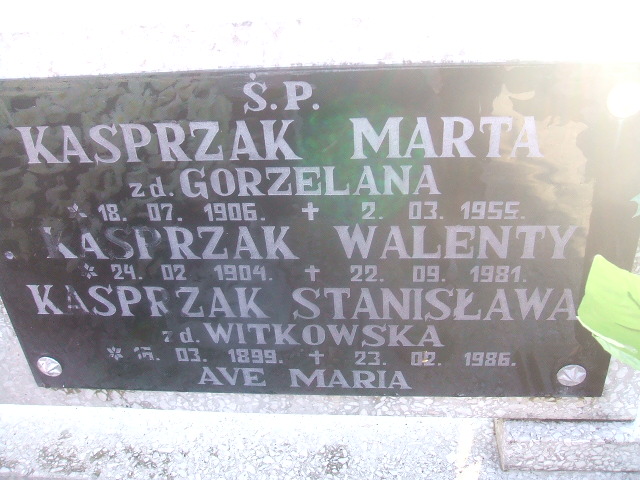 Ś.P.
KASPRZAK MARTA
zd. GORZELANA
* 18. 07. 1906. + 2. 03. 1955.
KASPRZAK WALENTY
* 24. 02 1904. + 22. 09. 1981.
KASPRZAK STANISŁAWA
zd. WITKOWSKA
* 03. 1899. + 23. 02. 1986.
AVE MARIA